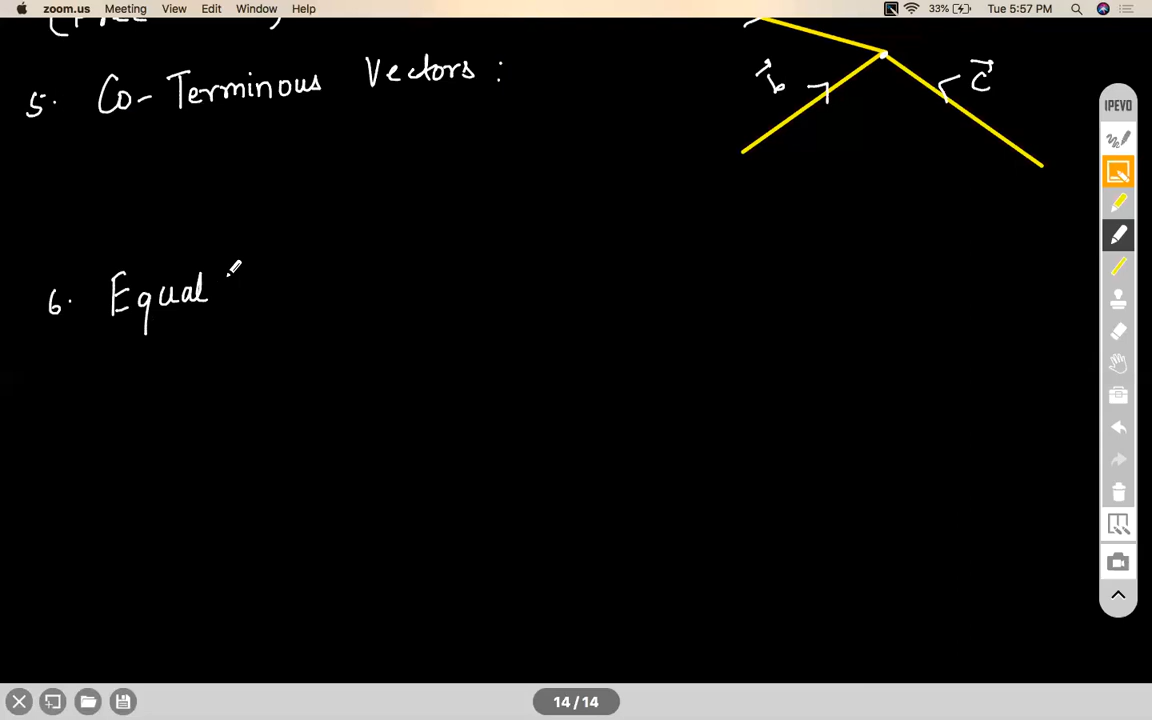 zoom.us Meeting View Edit Window Help 33% Tue 5:57 PM
5. Co-Terminous Vectors :
b c
IPEVO
6. Equal
14/14